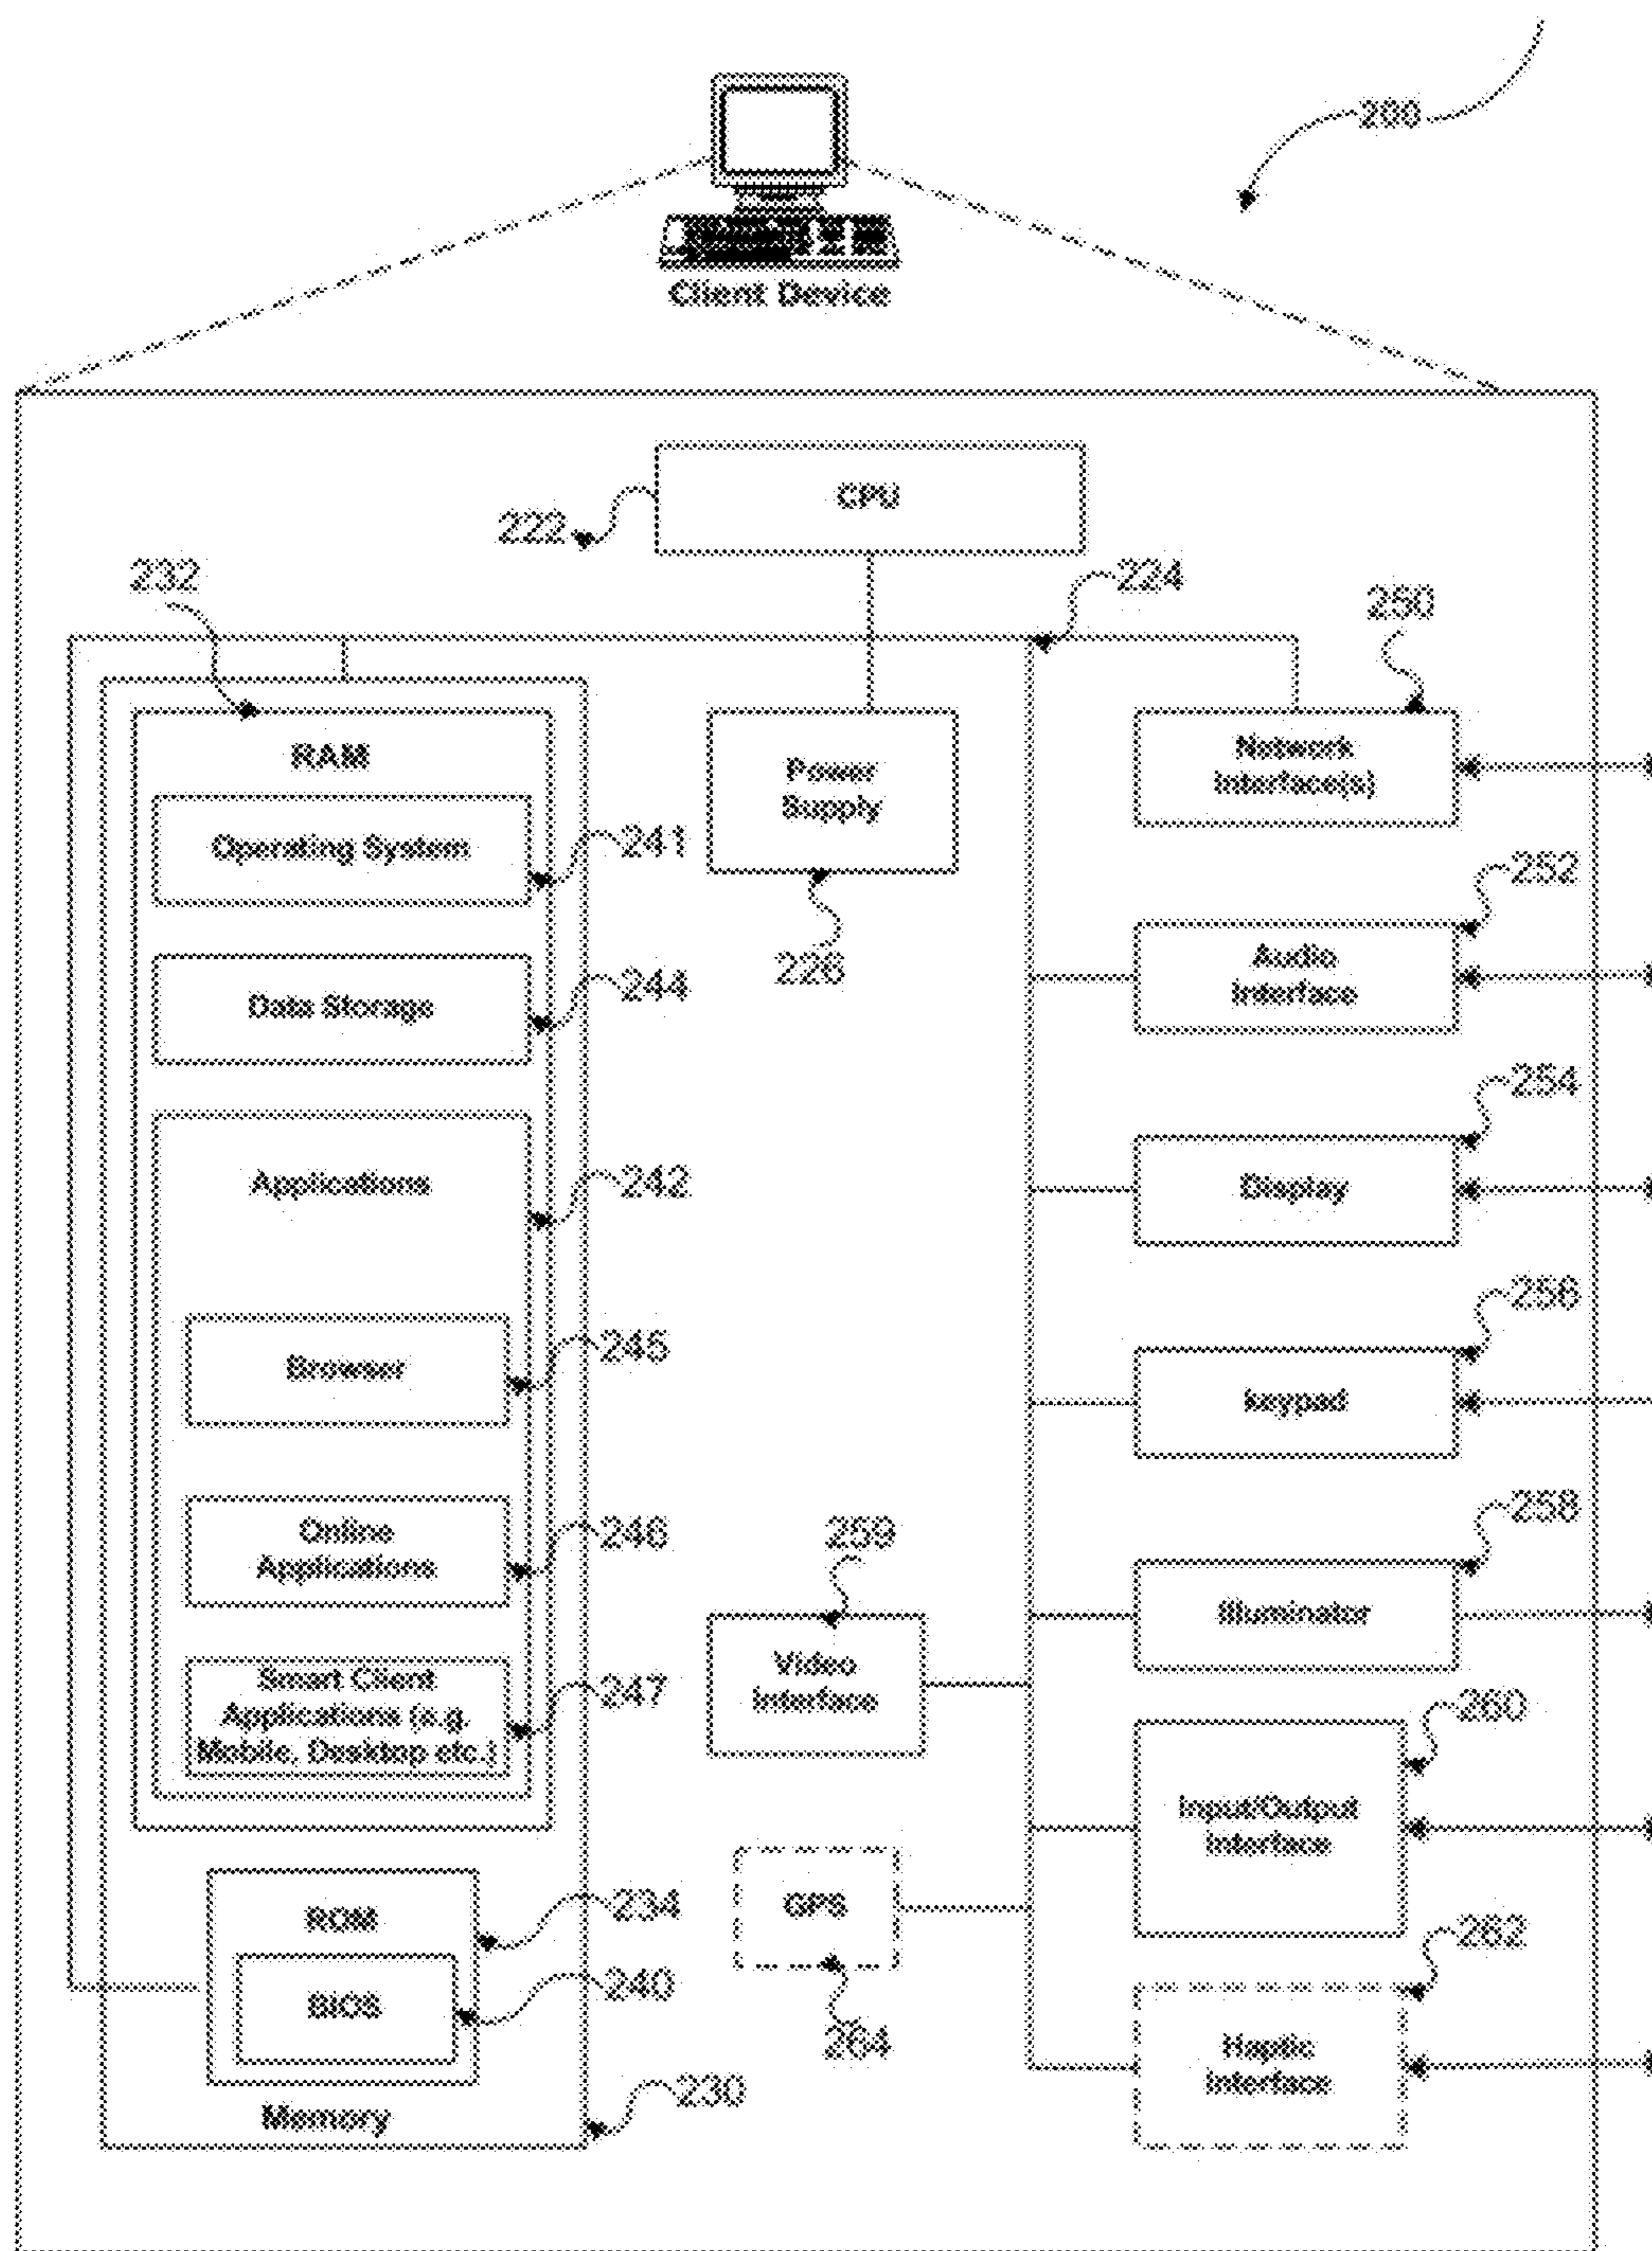 200
Client Device
CPU
222
232
224
250
RAM
Operating System
241
Data Storage
244
Applications
242
Browser
245
Online
Applications
246
Smart Client
Applications (e.g.
Mobile, Desktop etc.)
247
ROM
234
BIOS
240
Memory
230
Power
Supply
226
259
Video
Interface
GPS
264
Network
Interface(s)
252
Audio
Interface
254
Display
256
Keypad
258
Illuminator
260
Input/Output
Interface
262
Haptic
Interface